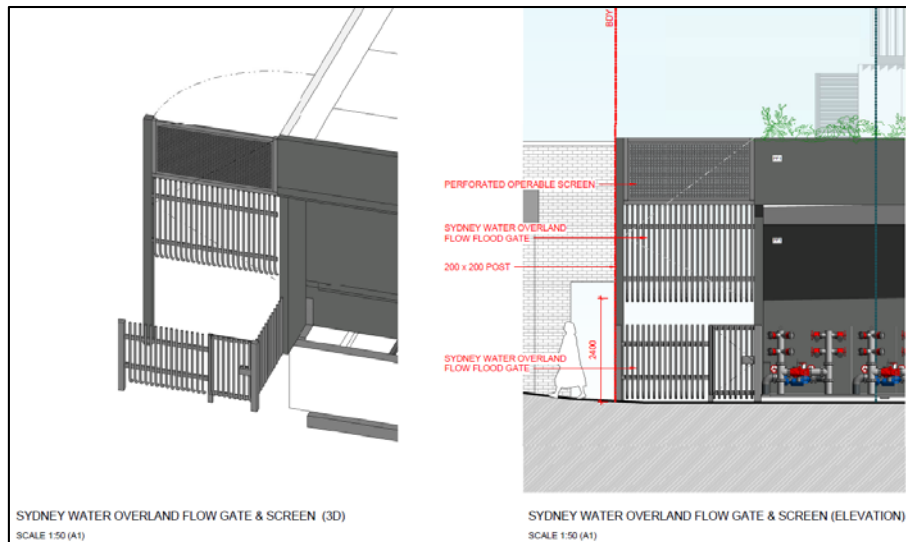 BDY
PERFORATED OPERABLE SCREEN
SYDNEY WATER OVERLAND
FLOW FLOOD GATE
200 x 200 POST
2400
SYDNEY WATER OVERLAND
FLOW FLOOD GATE
SYDNEY WATER OVERLAND FLOW GATE & SCREEN (3D)
SCALE 1:50 (A1)
SYDNEY WATER OVERLAND FLOW GATE & SCREEN (ELEVATION)
SCALE 1:50 (A1)